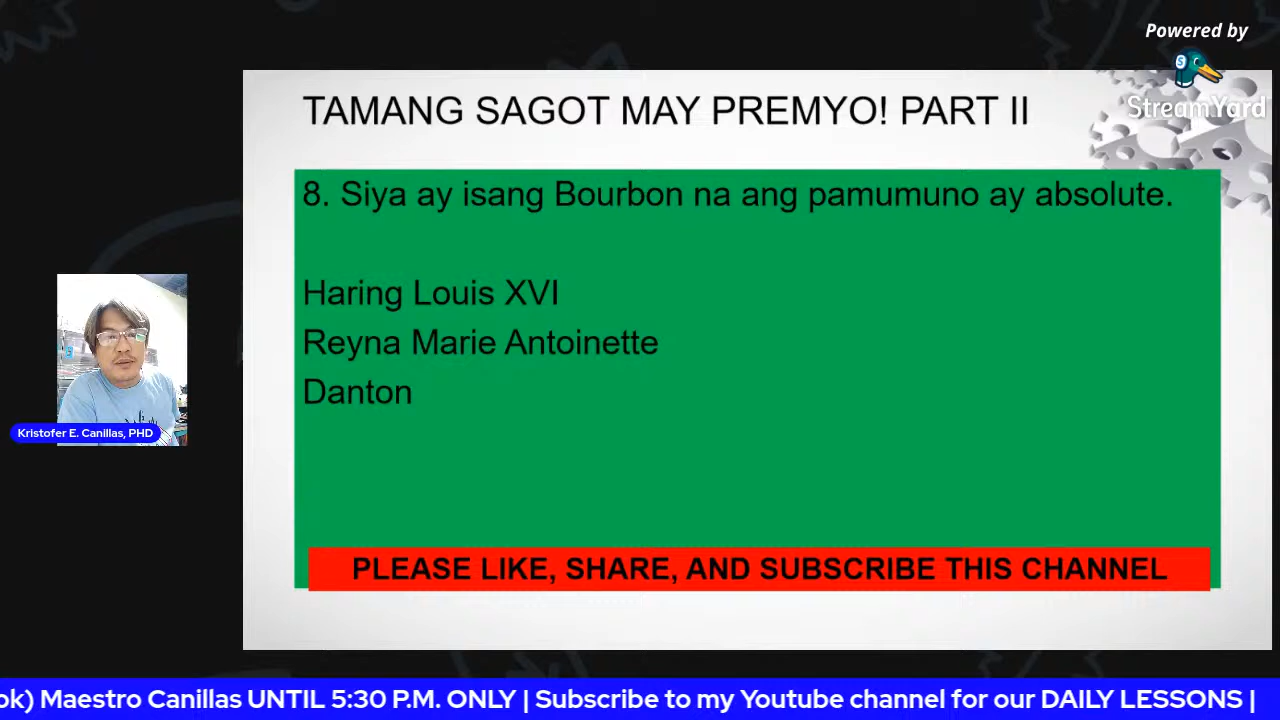 Powered by
StreamYard
TAMANG SAGOT MAY PREMYO! PART II
8. Siya ay isang Bourbon na ang pamumuno ay absolute.
Haring Louis XVI
Reyna Marie Antoinette
Danton
Kristofer E. Canillas, PHD
PLEASE LIKE, SHARE, AND SUBSCRIBE THIS CHANNEL
ok) Maestro Canillas UNTIL 5:30 P.M. ONLY | Subscribe to my Youtube channel for our DAILY LESSONS |